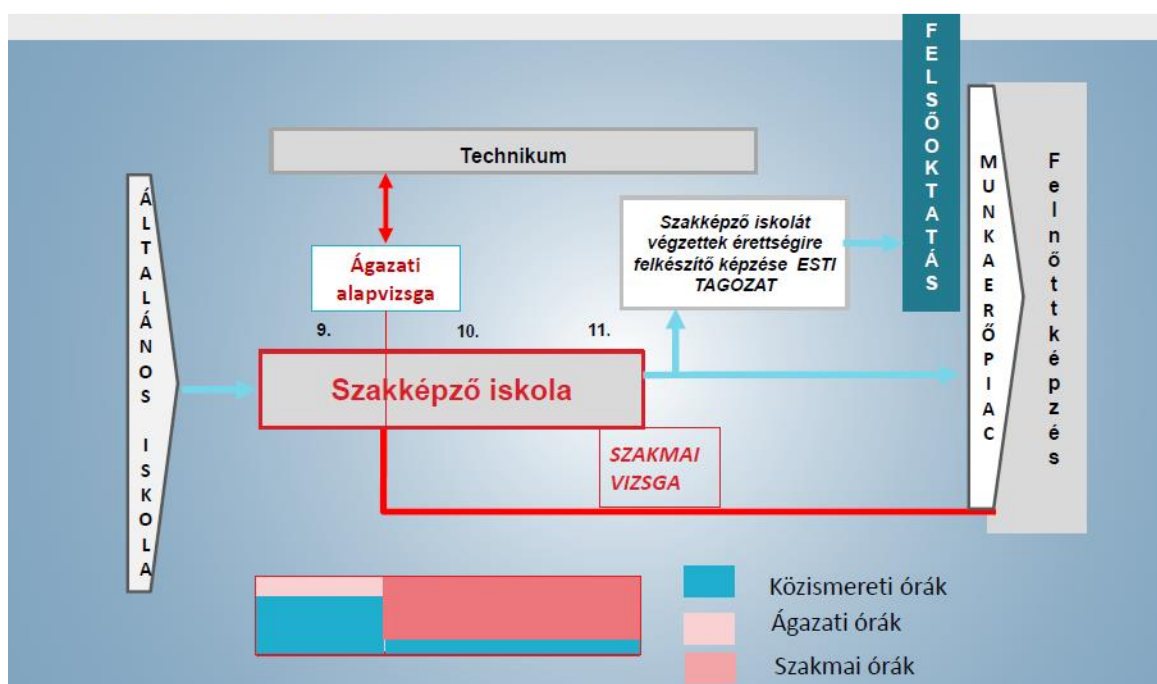 FELSŐOKTATÁS
Technikum
ÁLTALÁNOS ISKOLA
Ágazati
alapvizsga
Szakképző iskolát
végzettek érettségire
felkészítő képzése ESTI
TAGOZAT
MUNKAERŐPIAC
Felnőttképzés
9. 10. 11.
Szakképző iskola
SZAKMAI
VIZSGA
Közismereti órák
Ágazati órák
Szakmai órák